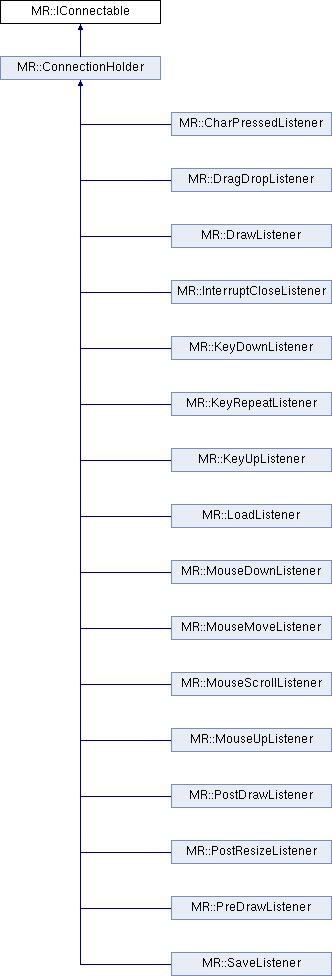 MR::IConnectable
MR::ConnectionHolder
MR::CharPressedListener
MR::DragDropListener
MR::DrawListener
MR::InterruptCloseListener
MR::KeyDownListener
MR::KeyRepeatListener
MR::KeyUpListener
MR::LoadListener
MR::MouseDownListener
MR::MouseMoveListener
MR::MouseScrollListener
MR::MouseUpListener
MR::PostDrawListener
MR::PostResizeListener
MR::PreDrawListener
MR::SaveListener